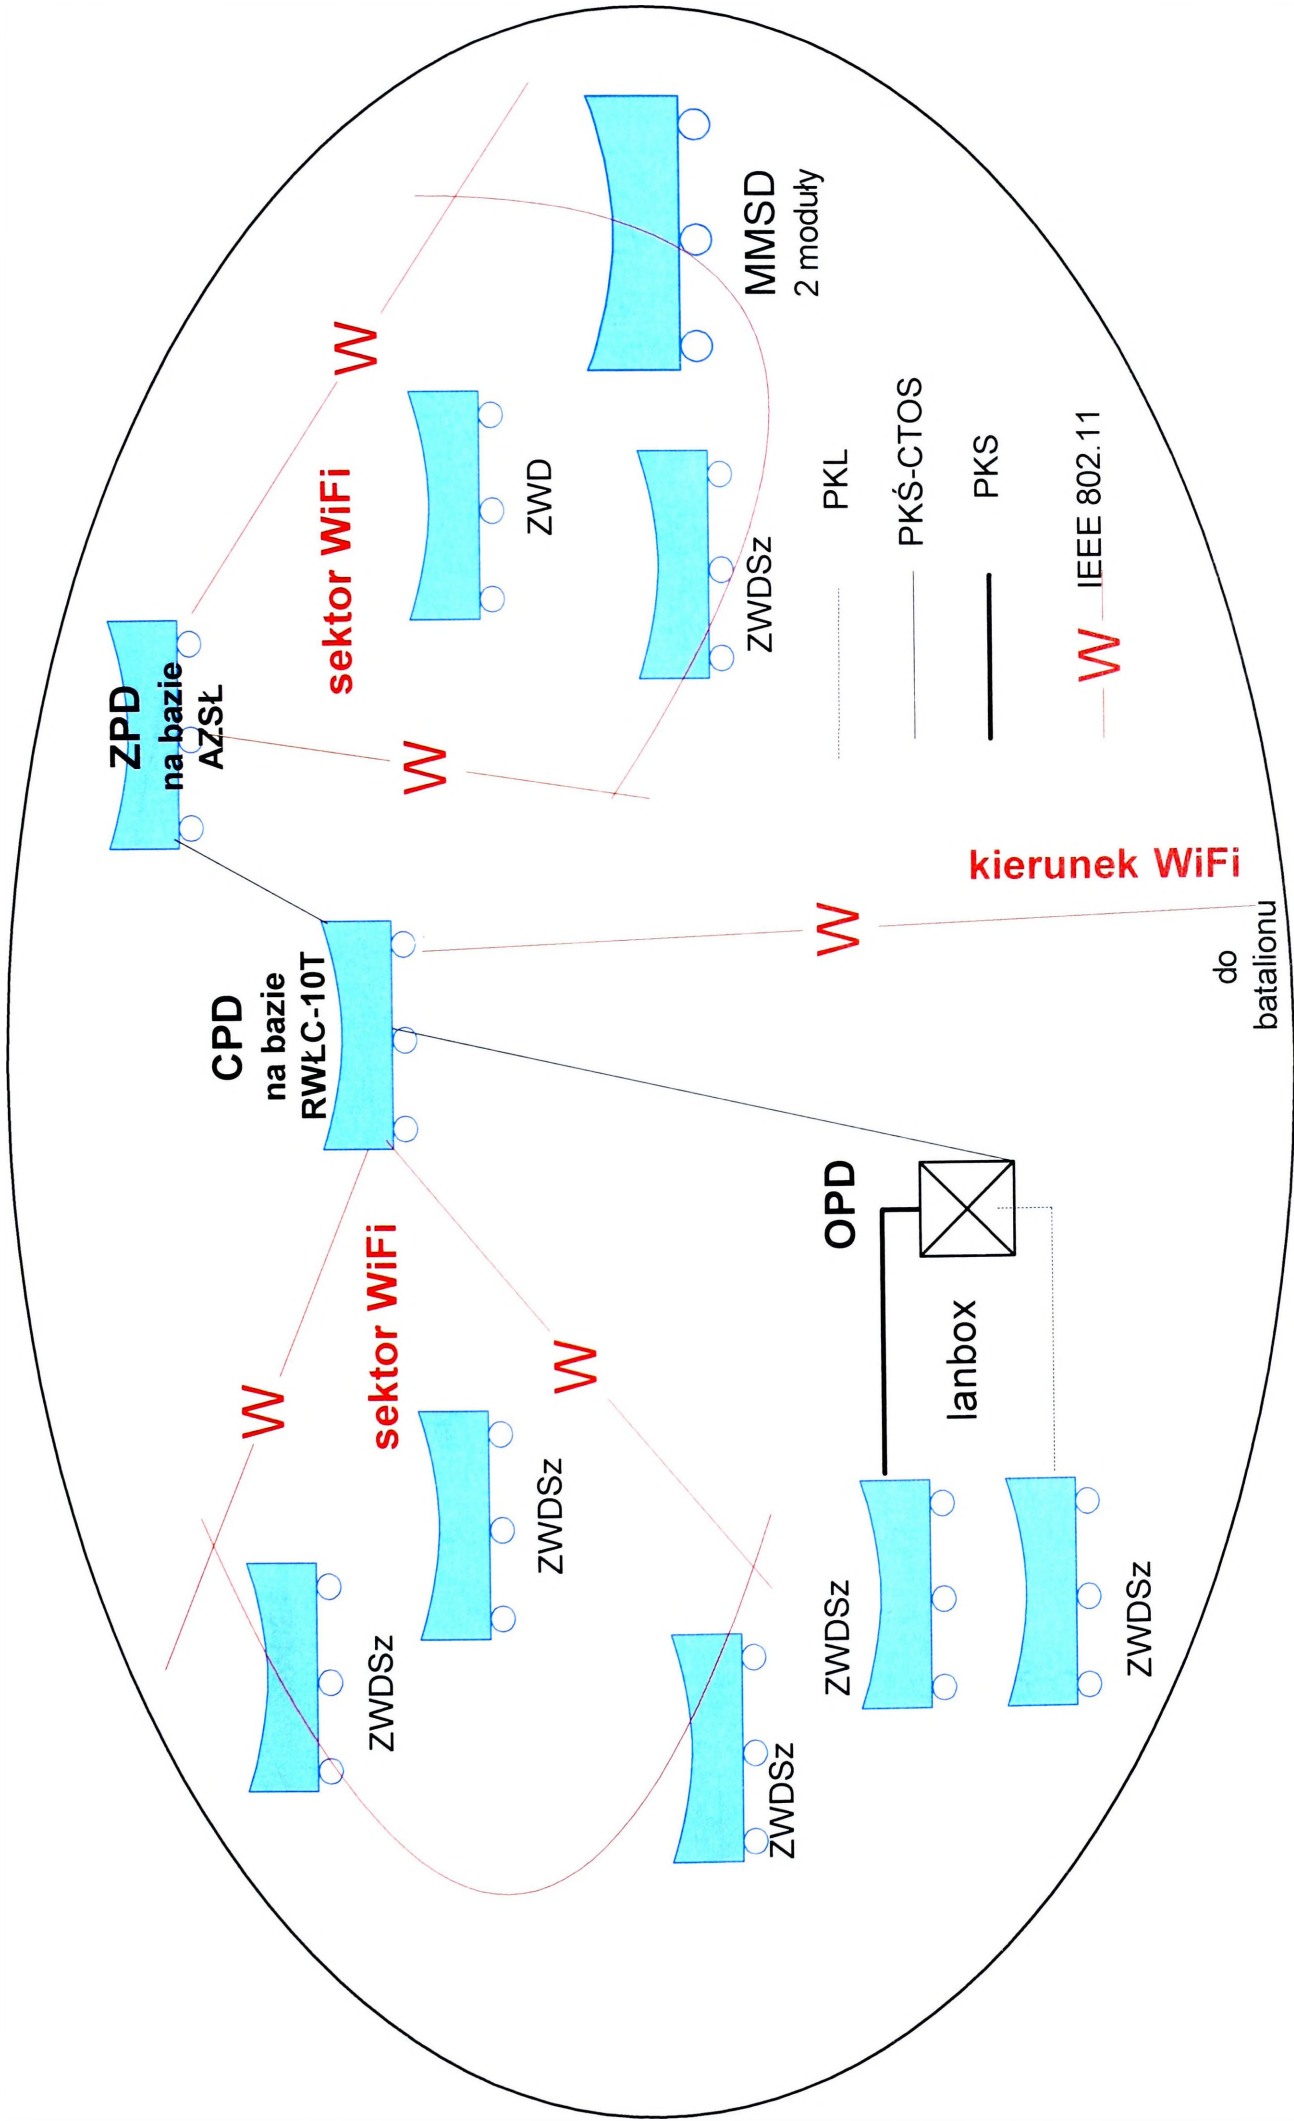 ZPD
na bazie
AZSŁ
CPD
na bazie
RWŁC-10T
W
W
sektor WiFi
W
sektor WiFi
W
ZWDSz
ZWDSz
ZWD
MMSD
2 moduły
ZWDSz
ZWDSz
OPD
lanbox
W
ZWDSz
ZWDSz
kierunek WiFi
do
batalionu
PKL
PKŚ-CTOS
PKS
W IEEE 802.11